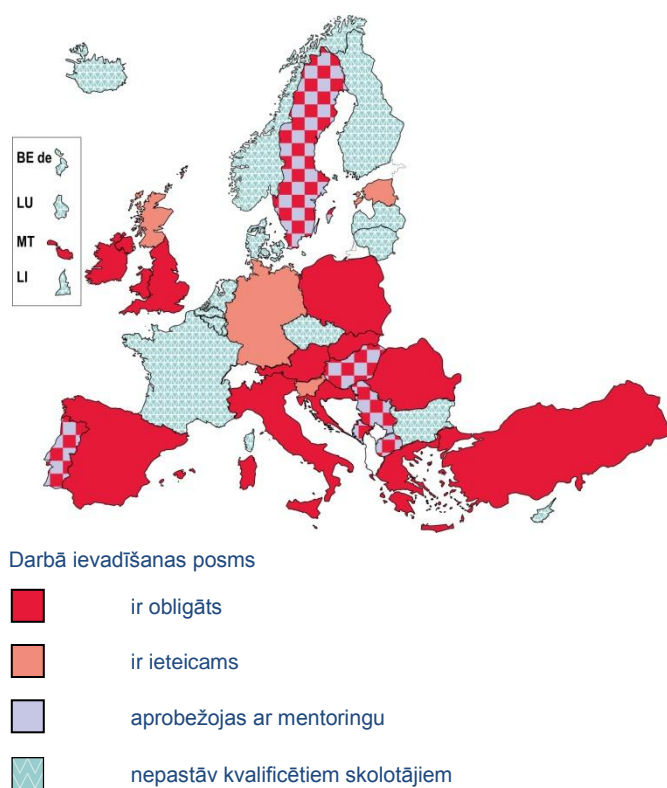 BE de
LU
MT
LI
Darbā ievadīšanas posms
ir obligāts
ir ieteicams
aprobežojas ar mentoringu
nepastāv kvalificētiem skolotājiem